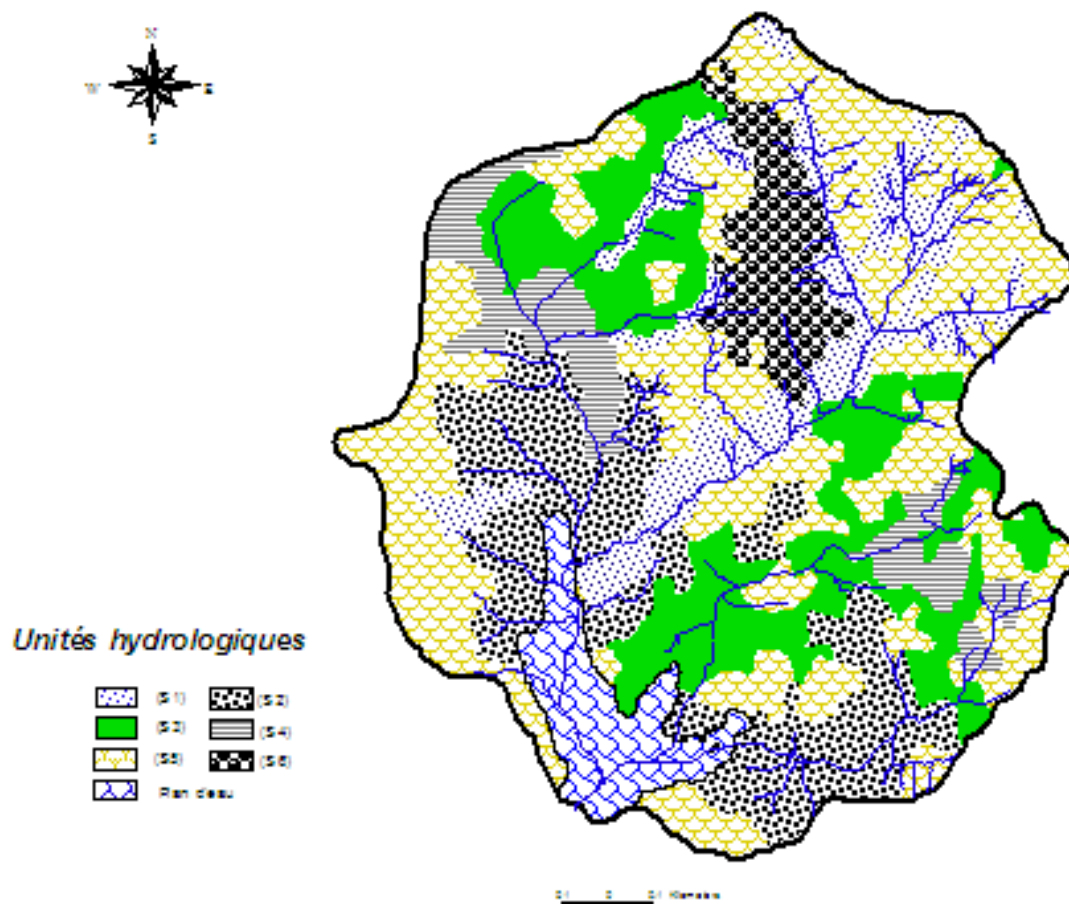 N
W E
S
Unités hydrologiques
(S1) (S2)
(S3) (S4)
(S5) (S6)
Plan d'eau